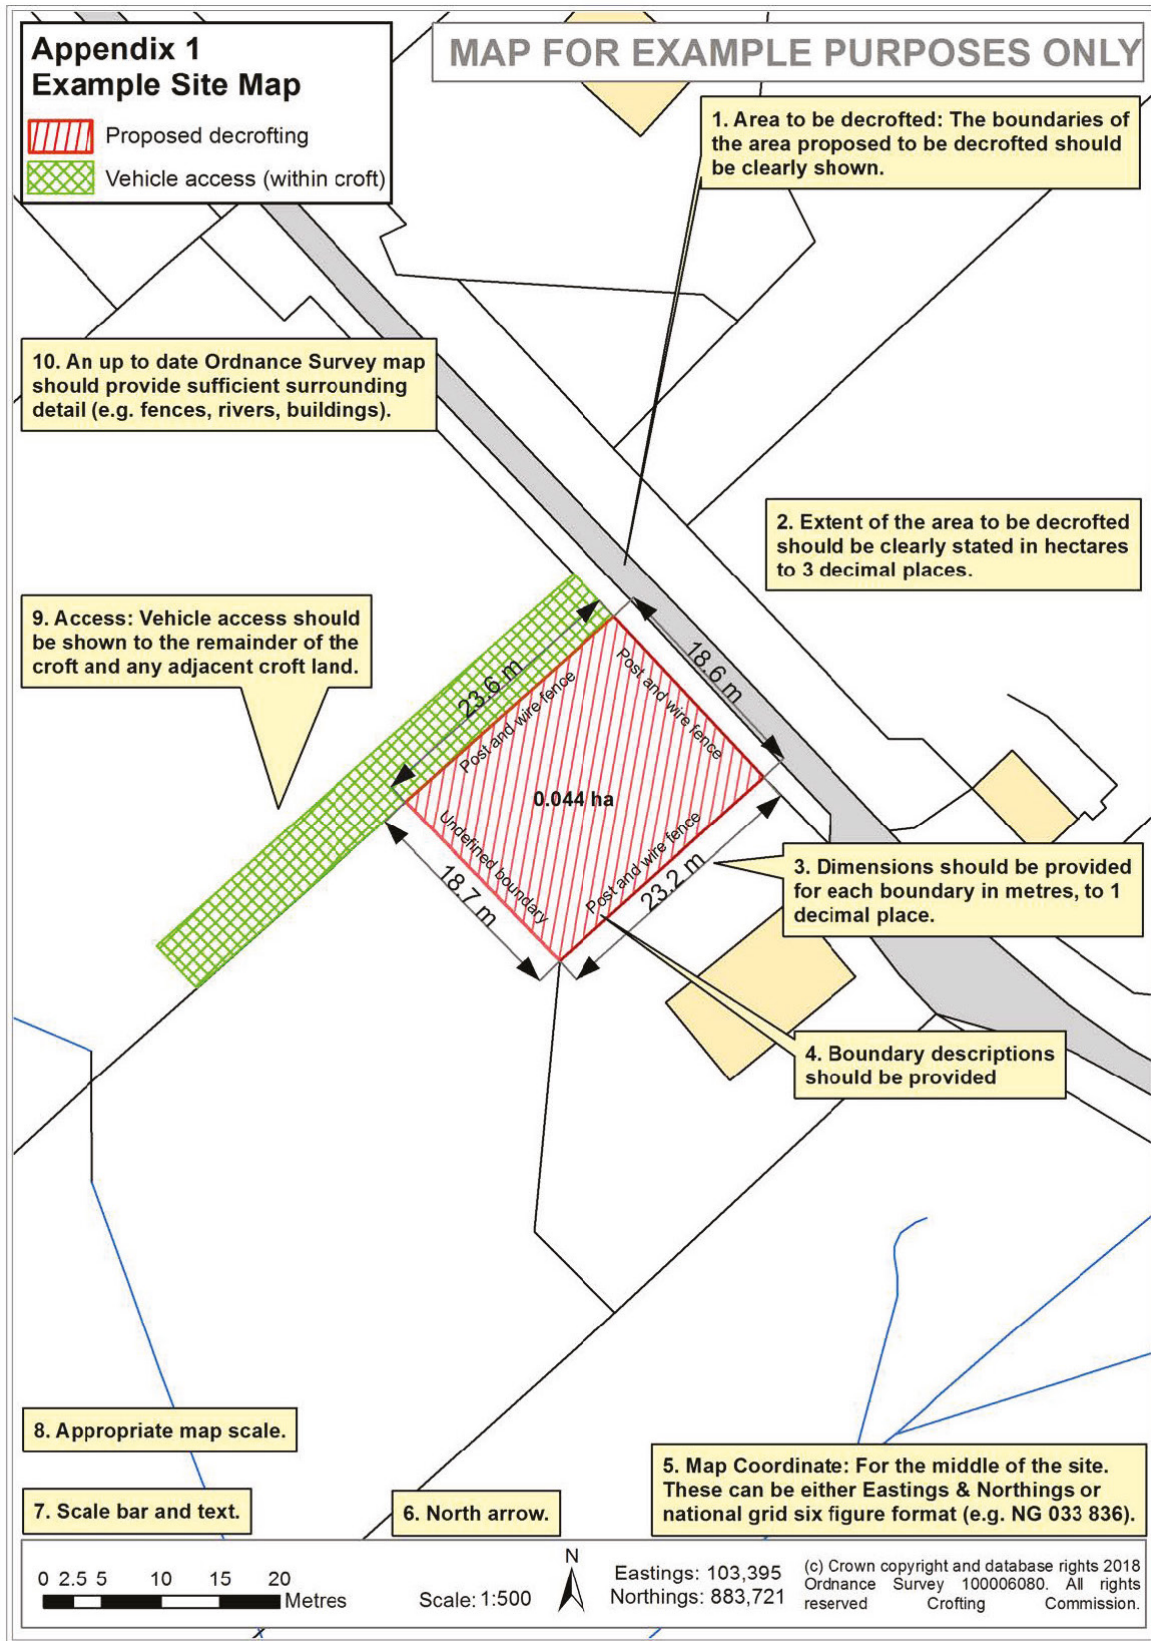 Appendix 1
Example Site Map
Proposed decrofting
Vehicle access (within croft)
MAP FOR EXAMPLE PURPOSES ONLY
1. Area to be decrofted: The boundaries of
the area proposed to be decrofted should
be clearly shown.
10. An up to date Ordnance Survey map
should provide sufficient surrounding
detail (e.g. fences, rivers, buildings).
2. Extent of the area to be decrofted
should be clearly stated in hectares
to 3 decimal places.
9. Access: Vehicle access should
be shown to the remainder of the
croft and any adjacent croft land.
23.6 m
Post and wire fence
18.6 m
Post and wire fence
0.044 ha
Undefined boundary
18.7 m
Post and wire fence
23.2 m
3. Dimensions should be provided
for each boundary in metres, to 1
decimal place.
4. Boundary descriptions
should be provided
8. Appropriate map scale.
7. Scale bar and text.
6. North arrow.
5. Map Coordinate: For the middle of the site.
These can be either Eastings & Northings or
national grid six figure format (e.g. NG 033 836).
0 2.5 5 10 15 20
Metres
Scale: 1:500
N
Eastings: 103,395
Northings: 883,721
(c) Crown copyright and database rights 2018
Ordnance Survey 100006080. All rights
reserved Crofting Commission.